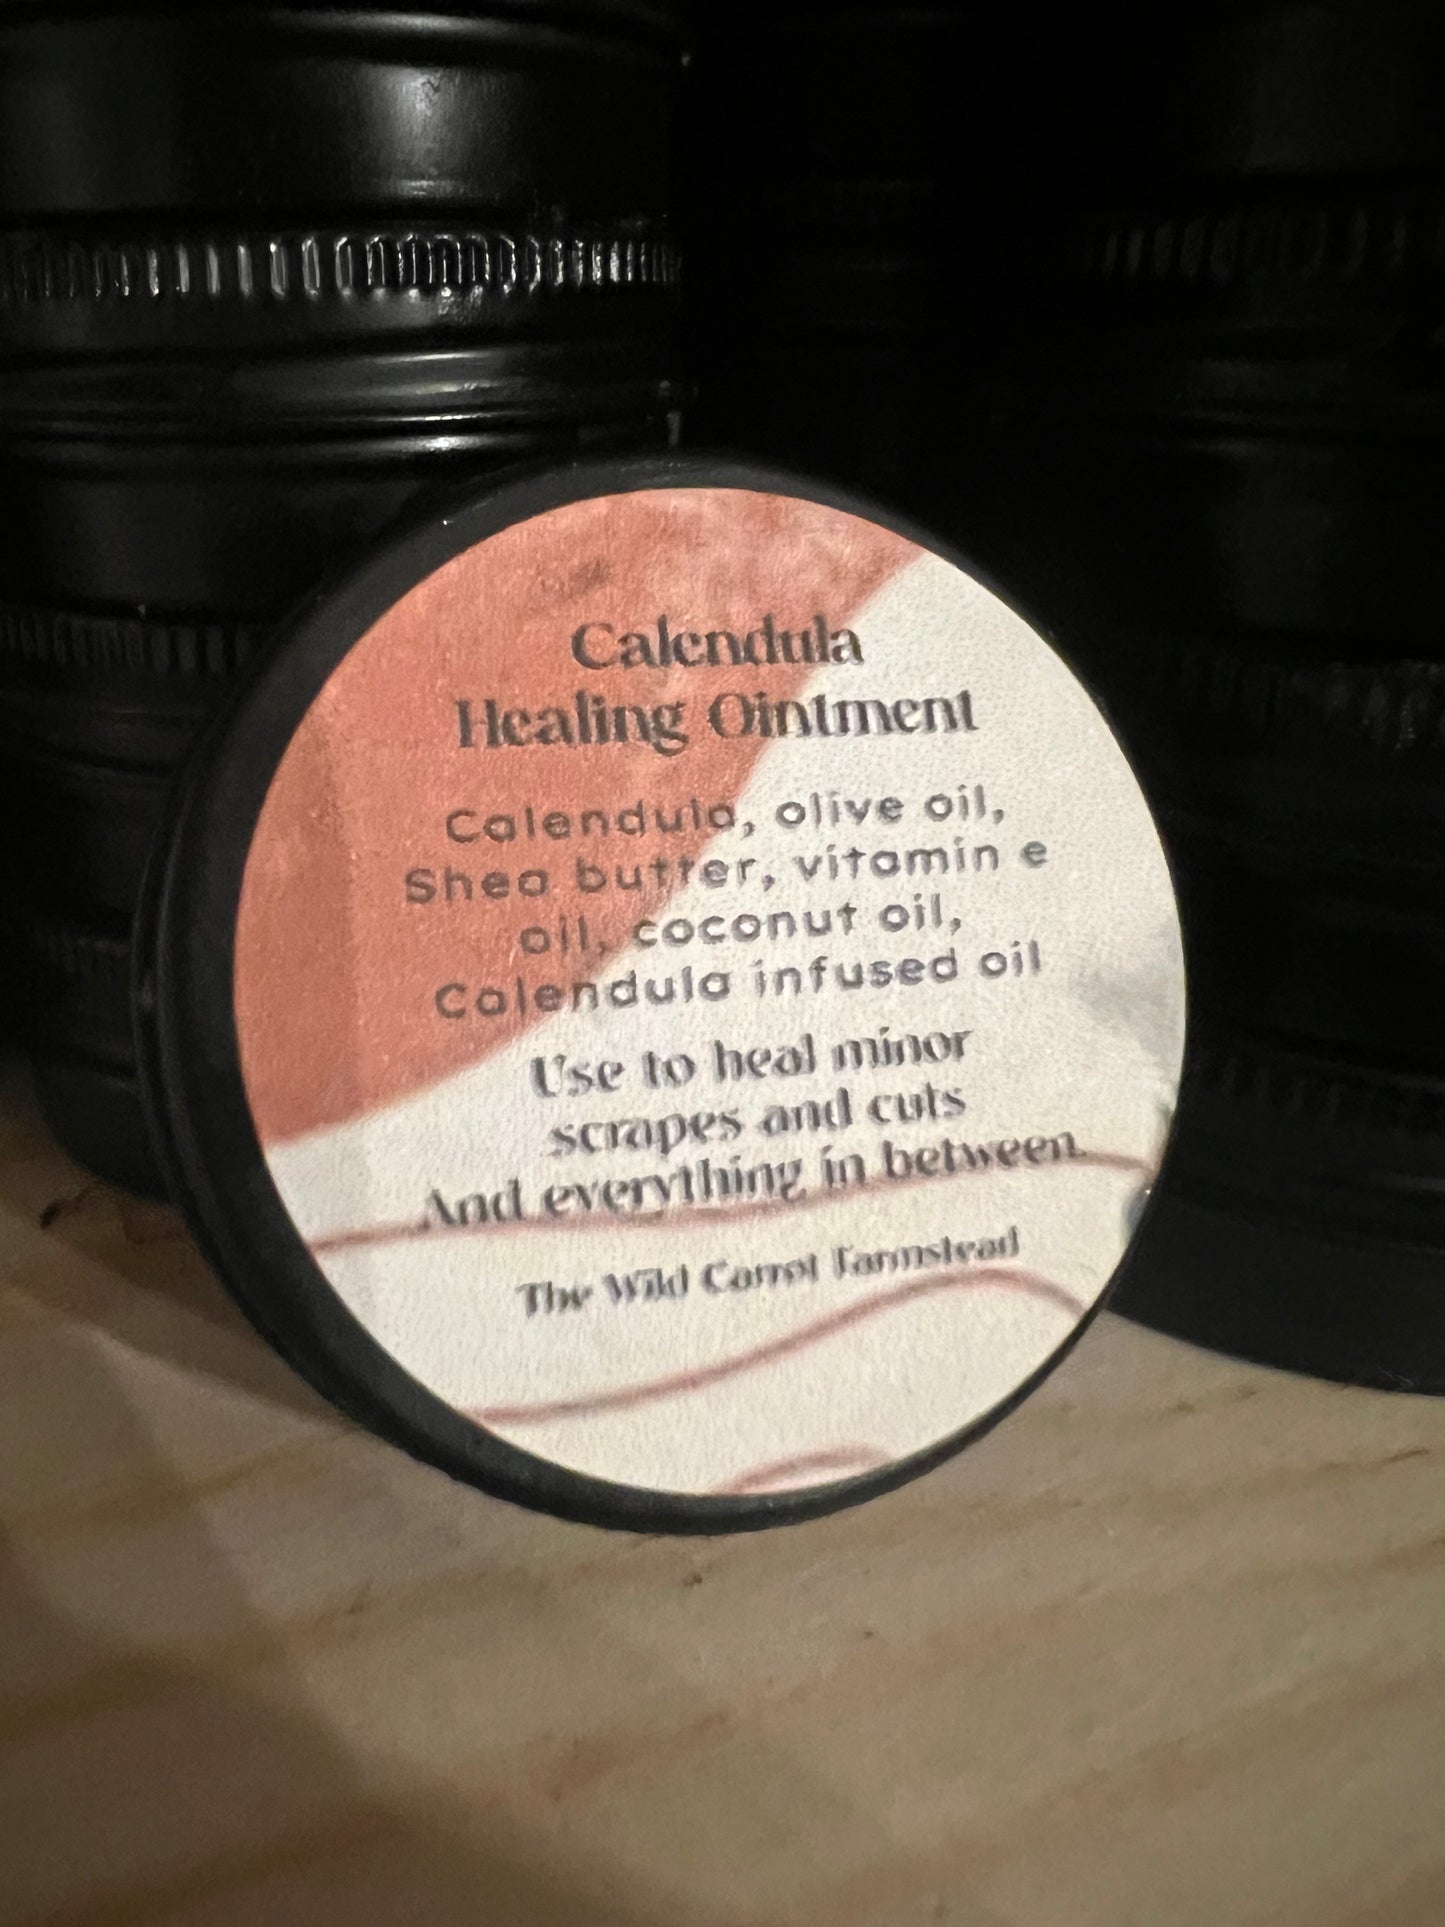 Calendula
Healing Ointment
Calendula, olive oil,
Shea butter, vitamin e
oil, coconut oil,
Calendula infused oil
Use to heal minor
scrapes and cuts
And everything in between.
The Wild Carrot Farmstead